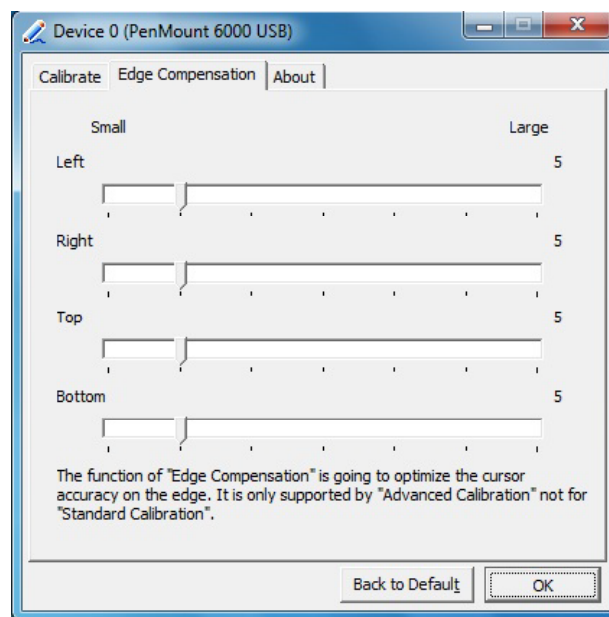 Device 0 (PenMount 6000 USB)
Calibrate Edge Compensation About
Small Large
Left 5
Right 5
Top 5
Bottom 5
The function of "Edge Compensation" is going to optimize the cursor
accuracy on the edge. It is only supported by "Advanced Calibration" not for
"Standard Calibration".
Back to Default OK